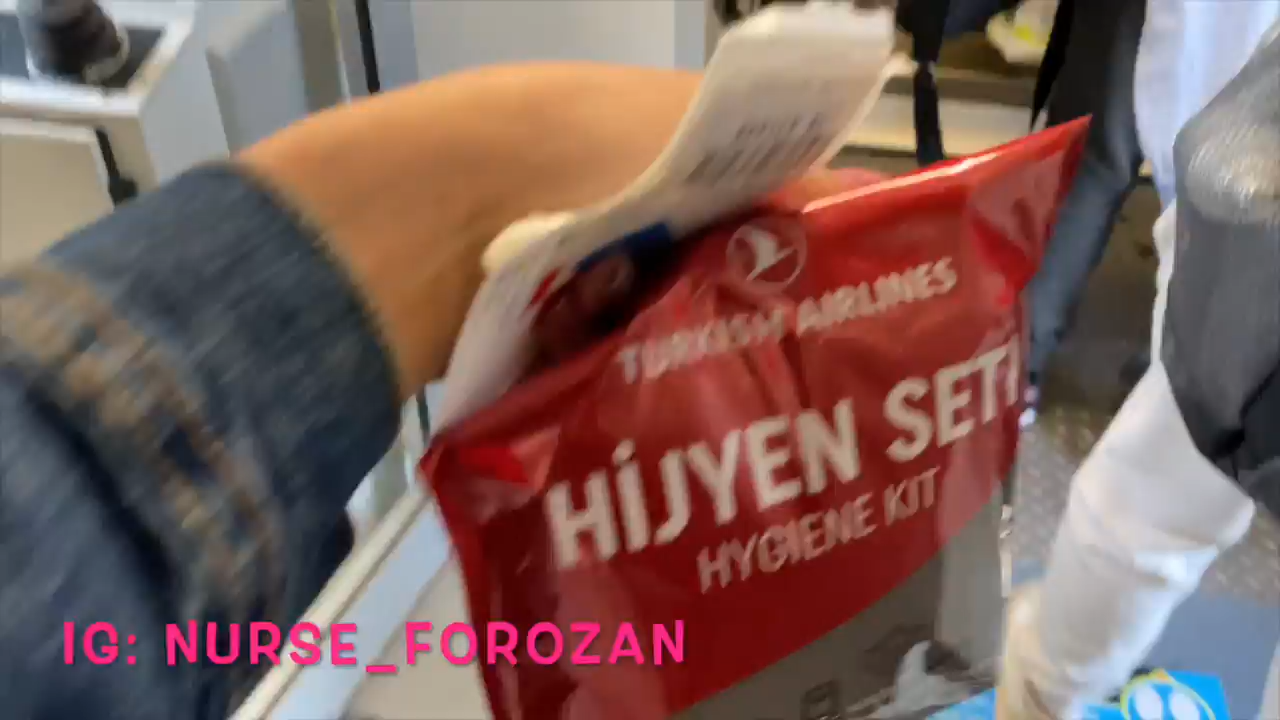 TURKISH AIRLINES
HİJYEN SETİ
HYGIENE KIT
IG: NURSE_FOROZAN